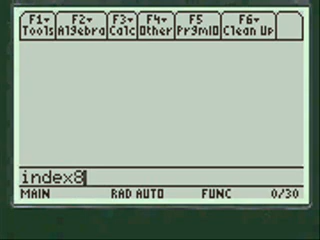 F1 F2 F3 F4 F5 F6
Tools Algebra Calc Other PrgmIO Clean Up
index8
MAIN RAD AUTO FUNC 0/30